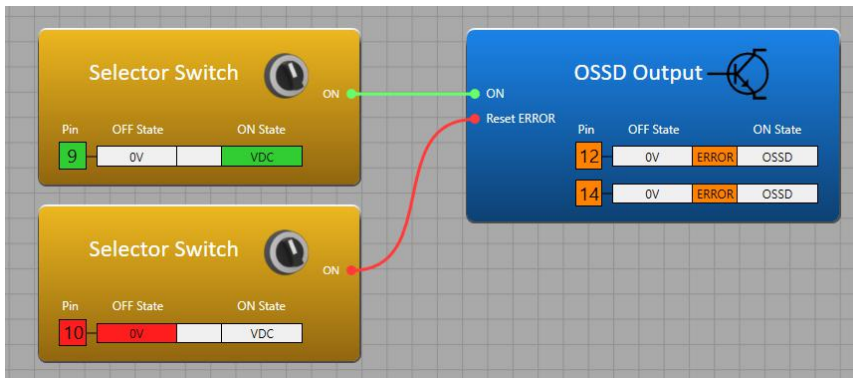 Selector Switch
ON
Pin OFF State ON State
9 0V VDC
Selector Switch
ON
Pin OFF State ON State
10 0V VDC
OSSD Output
ON
Reset ERROR
Pin OFF State ON State
12 0V ERROR OSSD
14 0V ERROR OSSD